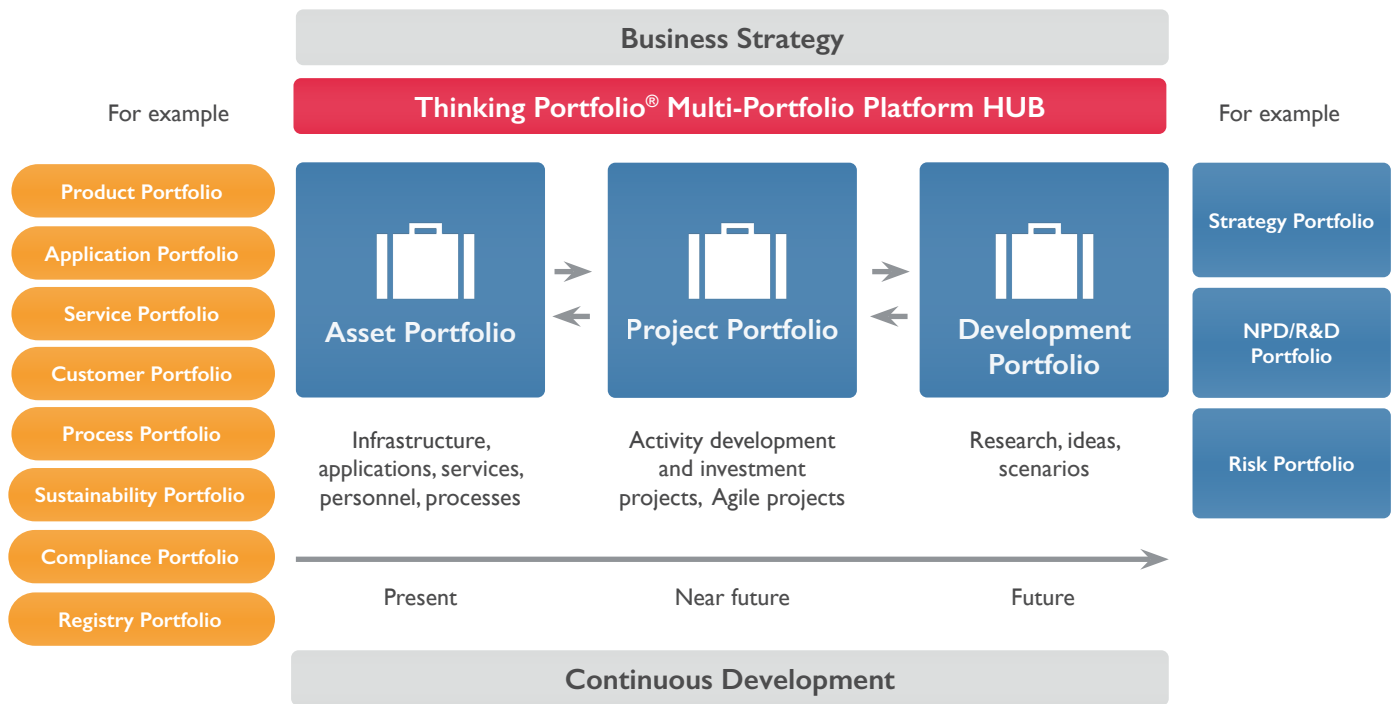 Business Strategy
Thinking Portfolio® Multi-Portfolio Platform HUB
For example
Product Portfolio
Application Portfolio
Service Portfolio
Customer Portfolio
Process Portfolio
Sustainability Portfolio
Compliance Portfolio
Registry Portfolio
Asset Portfolio
Infrastructure,
applications, services,
personnel, processes
Project Portfolio
Activity development
and investment
projects, Agile projects
Development
Portfolio
Research, ideas,
scenarios
For example
Strategy Portfolio
NPD/R&D
Portfolio
Risk Portfolio
Present
Near future
Future
Continuous Development